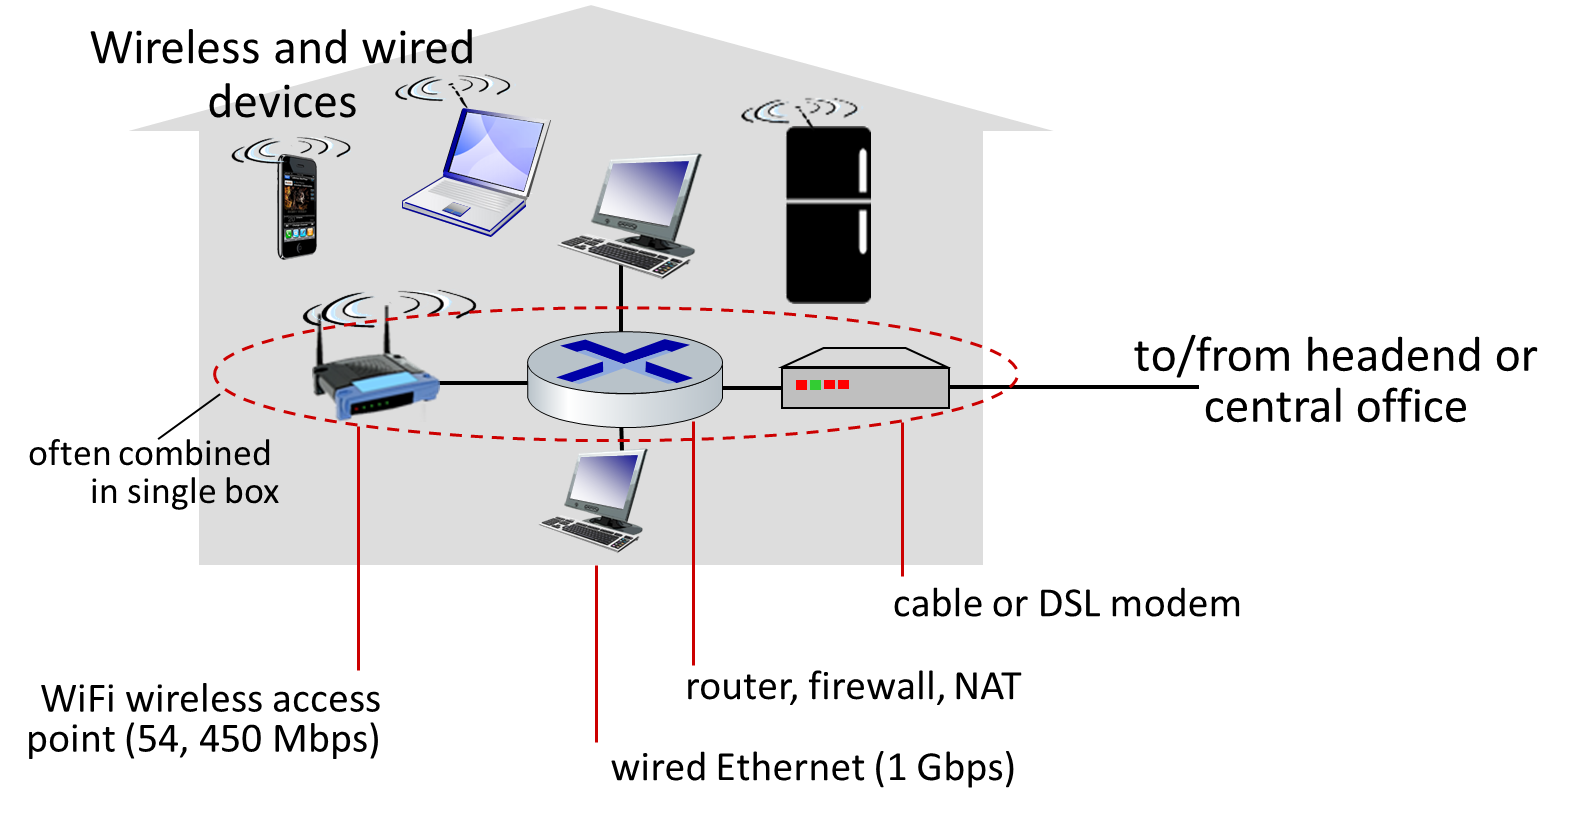 Wireless and wired
devices
to/from headend or
central office
often combined
in single box
cable or DSL modem
router, firewall, NAT
WiFi wireless access
point (54, 450 Mbps)
wired Ethernet (1 Gbps)